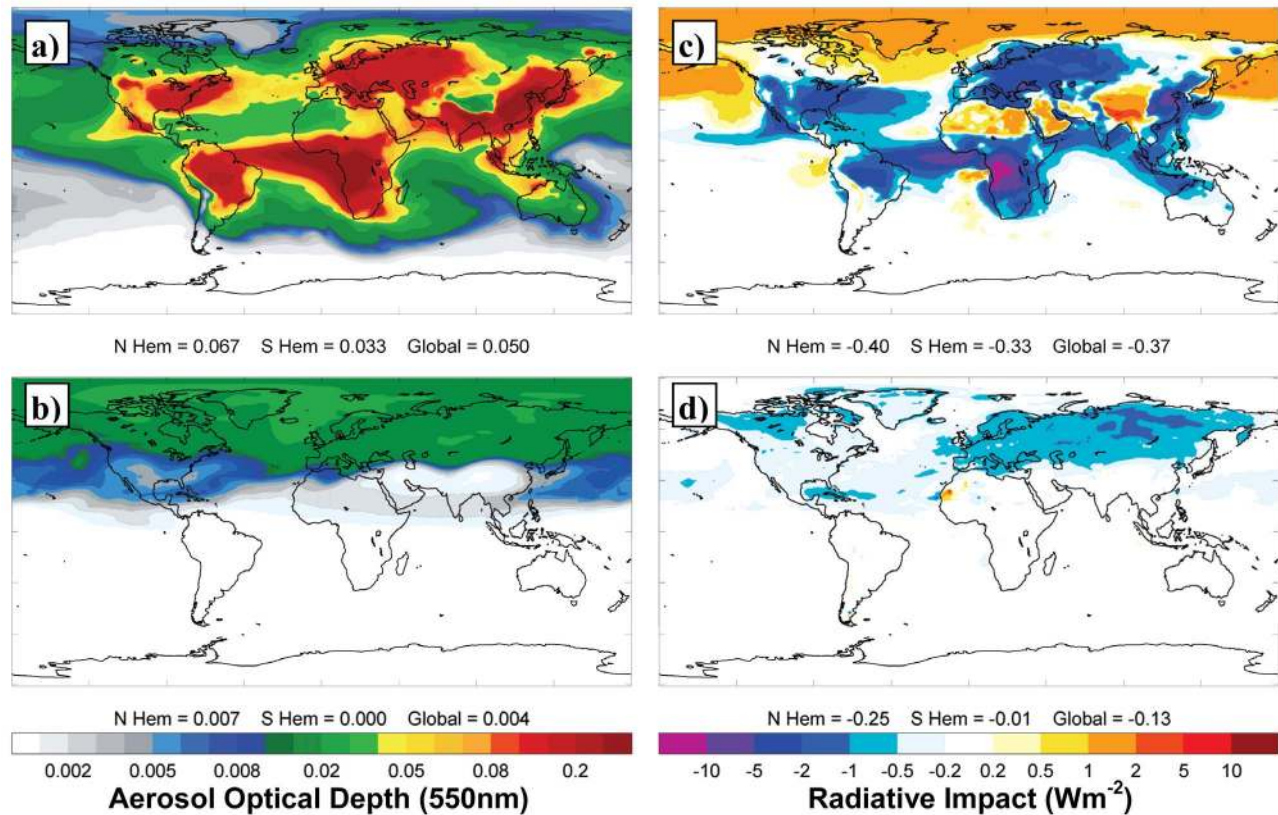 a)
c)
N Hem = 0.067 S Hem = 0.033 Global = 0.050
N Hem = -0.40 S Hem = -0.33 Global = -0.37
b)
d)
N Hem = 0.007 S Hem = 0.000 Global = 0.004
N Hem = -0.25 S Hem = -0.01 Global = -0.13
0.002 0.005 0.008 0.02 0.05 0.08 0.2
-10 -5 -2 -1 -0.5 -0.2 0.2 0.5 1 2 5 10
Aerosol Optical Depth (550nm)
Radiative Impact (Wm-2)